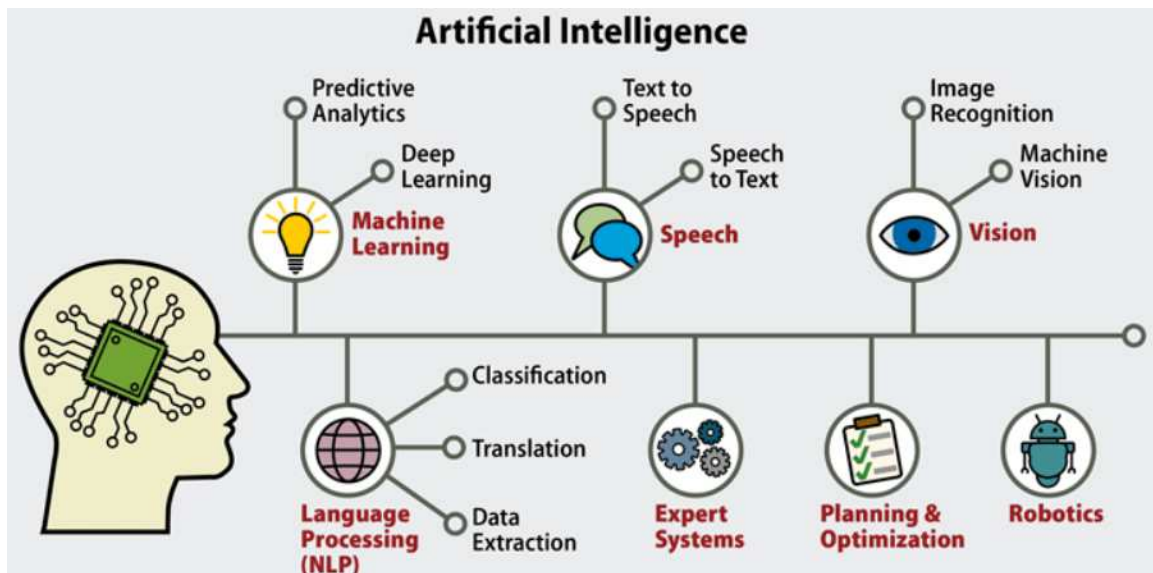 Artificial Intelligence
Predictive
Analytics
Deep
Learning
Machine
Learning
Text to
Speech
Speech
to Text
Speech
Image
Recognition
Machine
Vision
Vision
Classification
Translation
Data
Extraction
Language
Processing
(NLP)
Expert
Systems
Planning &
Optimization
Robotics